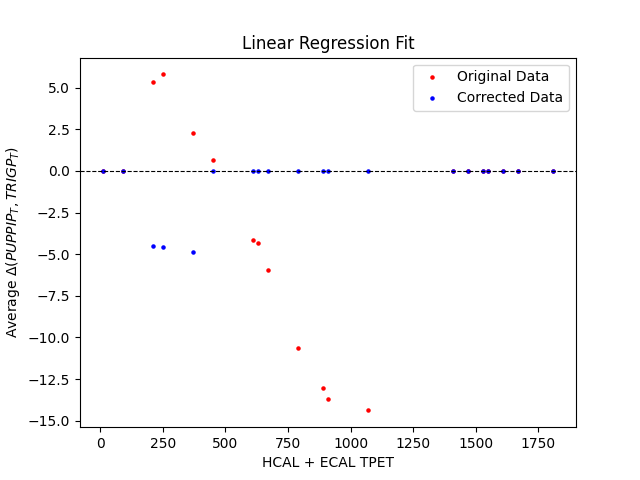 Linear Regression Fit
Original Data
Corrected Data
5.0
2.5
0.0
−2.5
−5.0
−7.5
−10.0
−12.5
−15.0
Average Δ(PUPPIP_T, TRIGP_T)
0 250 500 750 1000 1250 1500 1750
HCAL + ECAL TPET